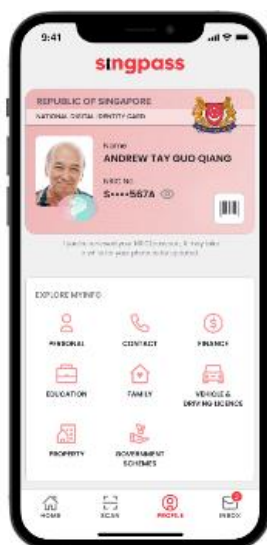 9:41
singpass
REPUBLIC OF SINGAPORE
NATIONAL DIGITAL IDENTITY CARD
Name
ANDREW TAY GUO QIANG
NRIC No.
S••••567A
EXPLORE MYINFO
PERSONAL
CONTACT
FINANCE
EDUCATION
FAMILY
VEHICLE &
DRIVING LICENCE
PROPERTY
GOVERNMENT
SCHEMES
HOME
SCAN
PROFILE
INBOX